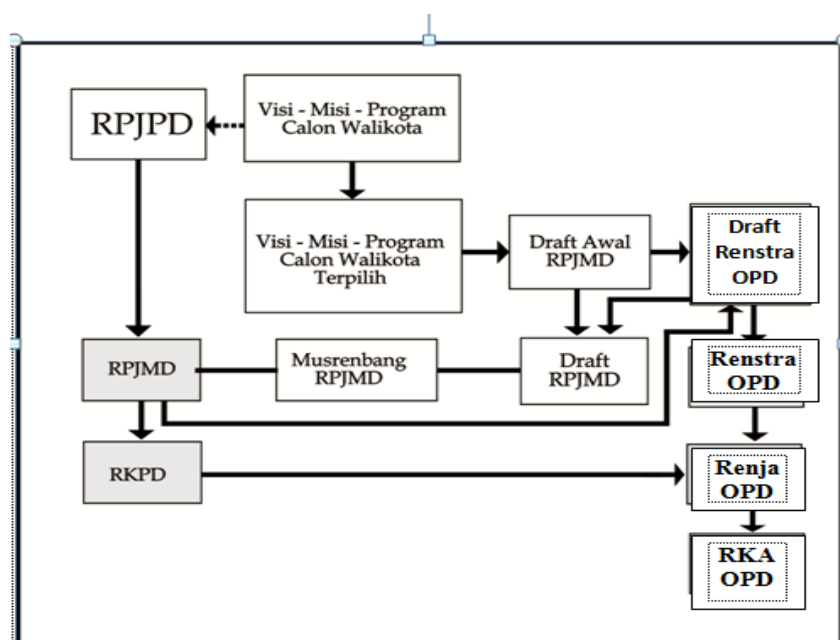 RPJPD
Visi - Misi - Program
Calon Walikota
Visi - Misi - Program
Calon Walikota
Terpilih
Draft Awal
RPJMD
Draft
Renstra
OPD
RPJMD
Musrenbang
RPJMD
Draft
RPJMD
Renstra
OPD
RKPD
Renja
OPD
RKA
OPD